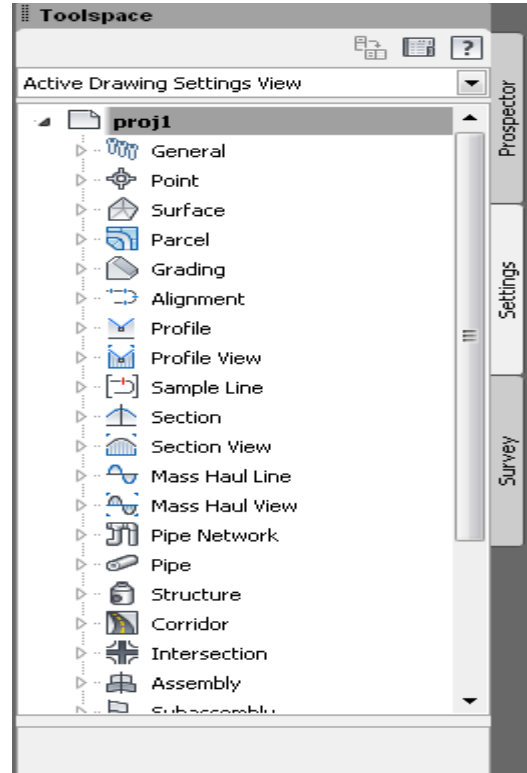 Toolspace
?
Active Drawing Settings View
proj1
General
Point
Surface
Parcel
Grading
Alignment
Profile
Profile View
Sample Line
Section
Section View
Mass Haul Line
Mass Haul View
Pipe Network
Pipe
Structure
Corridor
Intersection
Assembly
Subassembly
Prospector
Settings
Survey